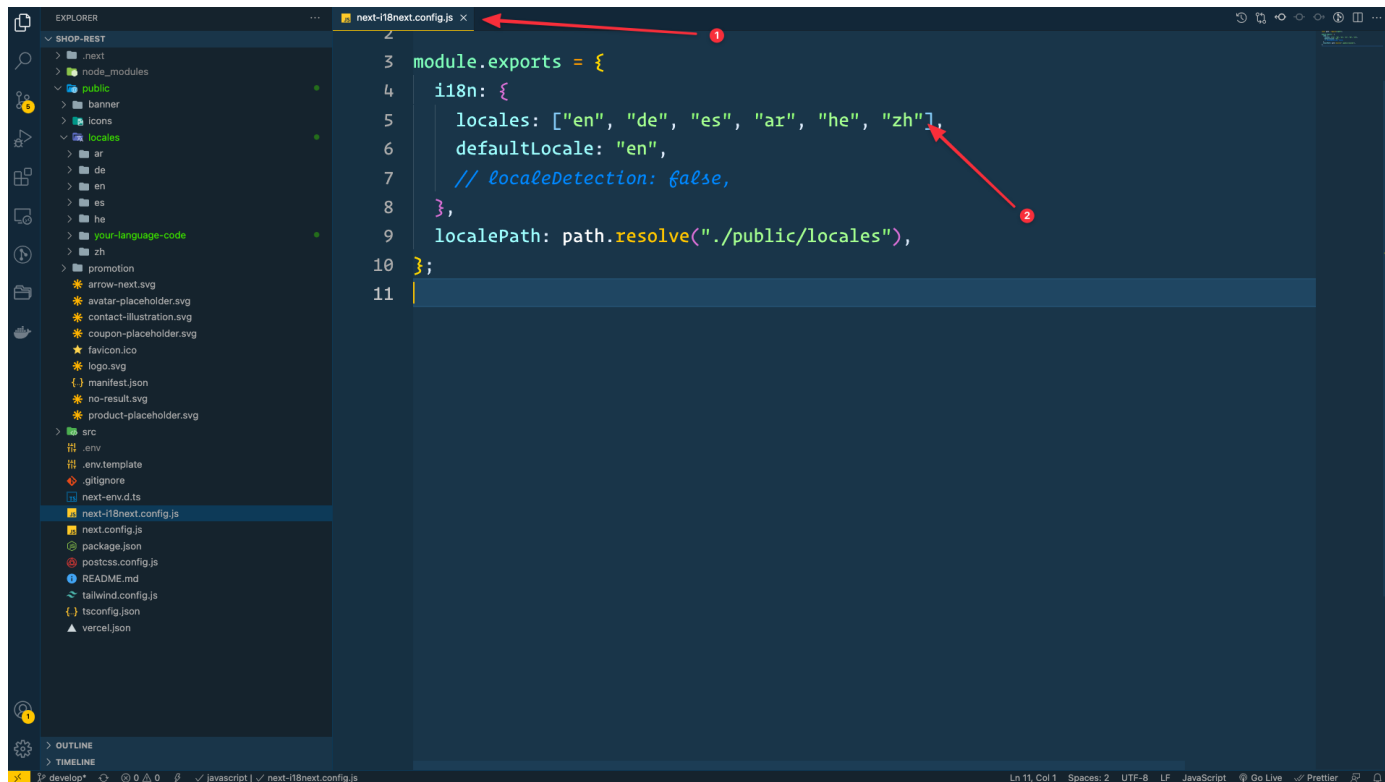 EXPLORER
next-i18next.config.js
1
SHOP-REST
.next
node_modules
public
banner
icons
locales
ar
de
en
es
he
your-language-code
zh
promotion
arrow-next.svg
avatar-placeholder.svg
contact-illustration.svg
coupon-placeholder.svg
favicon.ico
logo.svg
{..} manifest.json
no-result.svg
product-placeholder.svg
src
.env
.env.template
.gitignore
next-env.d.ts
next-i18next.config.js
next.config.js
package.json
postcss.config.js
README.md
tailwind.config.js
{..} tsconfig.json
vercel.json
OUTLINE
TIMELINE
5
1
2
3 module.exports = {
4 i18n: {
5 locales: ["en", "de", "es", "ar", "he", "zh"],
6 defaultLocale: "en",
7 // localeDetection: false,
8 },
9 localePath: path.resolve("./public/locales"),
10 };
11
2
develop* 0 0 javascript | next-i18next.config.js Ln 11, Col 1 Spaces: 2 UTF-8 LF JavaScript Go Live Prettier